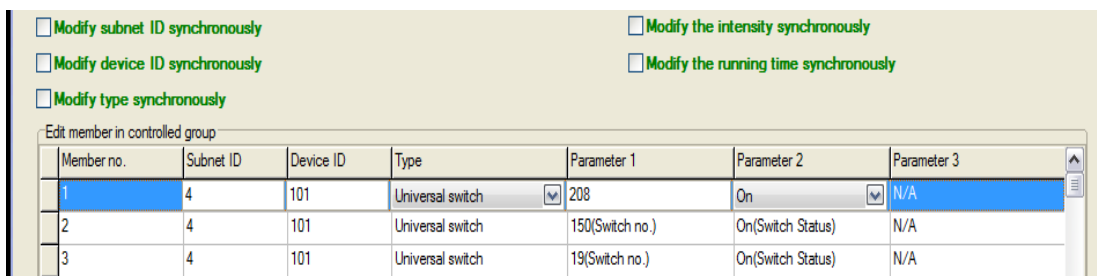 Modify subnet ID synchronously Modify the intensity synchronously
Modify device ID synchronously Modify the running time synchronously
Modify type synchronously
Edit member in controlled group
Member no. Subnet ID Device ID Type Parameter 1 Parameter 2 Parameter 3
1 4 101 Universal switch 208 On N/A
2 4 101 Universal switch 150(Switch no.) On(Switch Status) N/A
3 4 101 Universal switch 19(Switch no.) On(Switch Status) N/A